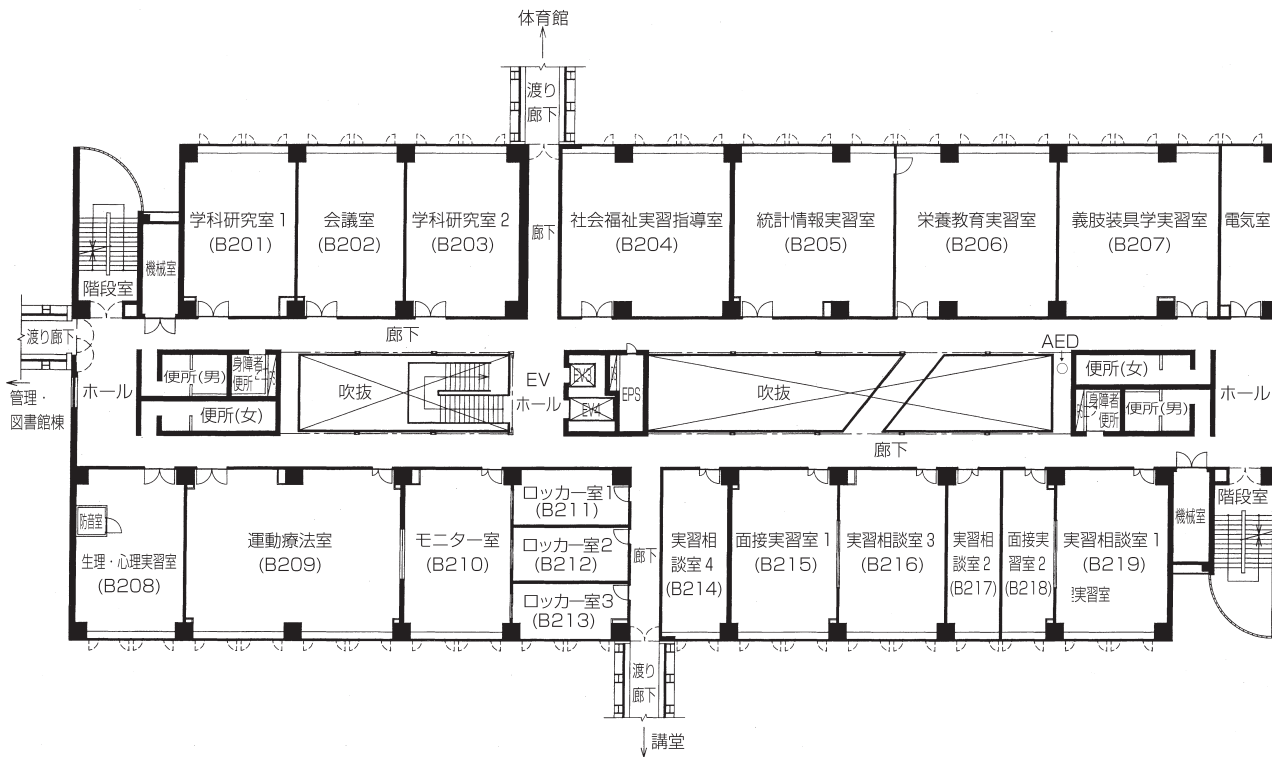 体育館
渡り
廊下
学科研究室1
(B201)
会議室
(B202)
学科研究室2
(B203)
廊下
社会福祉実習指導室
(B204)
統計情報実習室
(B205)
栄養教育実習室
(B206)
義肢装具学実習室
(B207)
電気室
機械室
階段室
渡り廊下
廊下
AED
管理・
図書館棟
ホール
便所(男)
身障者
便所
便所(女)
吹抜
EV
ホール
EV3
EV4
EPS
吹抜
便所(女)
身障者
便所
便所(男)
ホール
廊下
防音室
生理・心理実習室
(B208)
運動療法室
(B209)
モニター室
(B210)
ロッカー室1
(B211)
ロッカー室2
(B212)
ロッカー室3
(B213)
廊下
実習相
談室4
(B214)
面接実習室1
(B215)
実習相談室3
(B216)
実習相
談室2
(B217)
面接実
習室2
(B218)
実習相談室1
(B219)
実習室
機械室
階段室
渡り
廊下
講堂